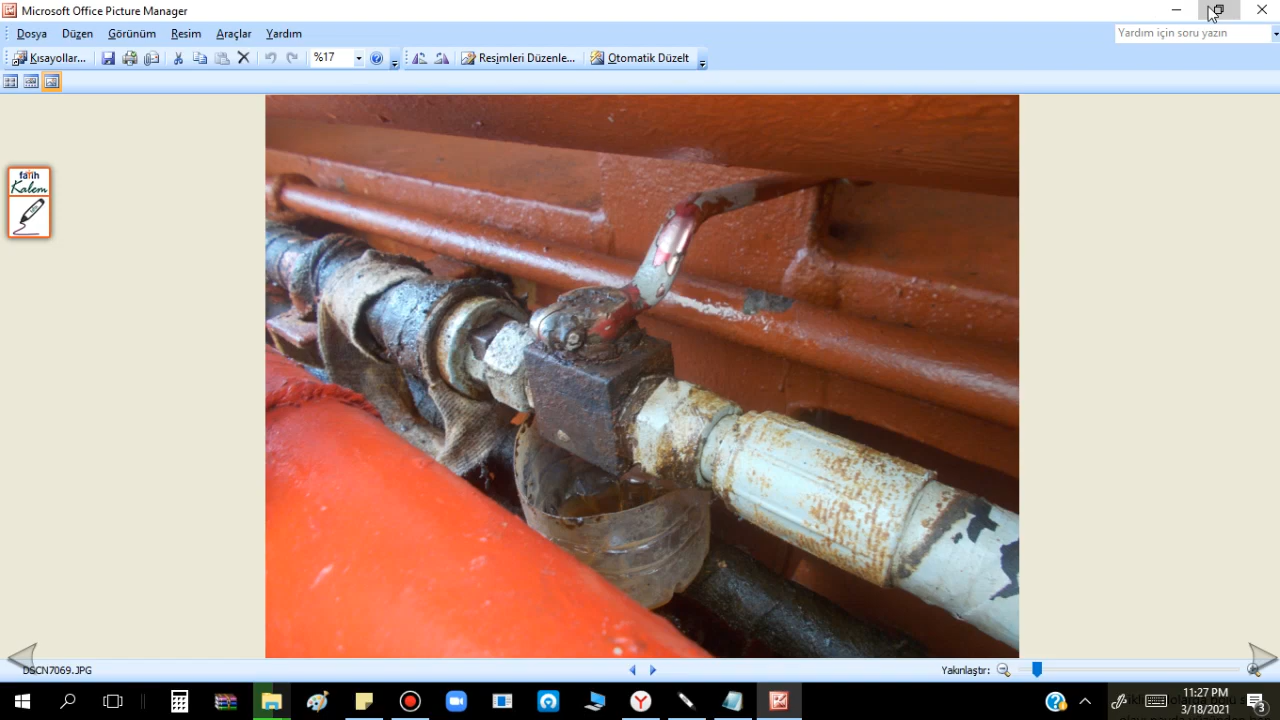 Microsoft Office Picture Manager
Dosya Düzen Görünüm Resim Araçlar Yardım
Yardım için soru yazın
Kısayollar... %17 Resimleri Düzenle... Otomatik Düzelt
fatih
Kalem
DSCN7069.JPG
Yakınlaştır:
11:27 PM
3/18/2021
3